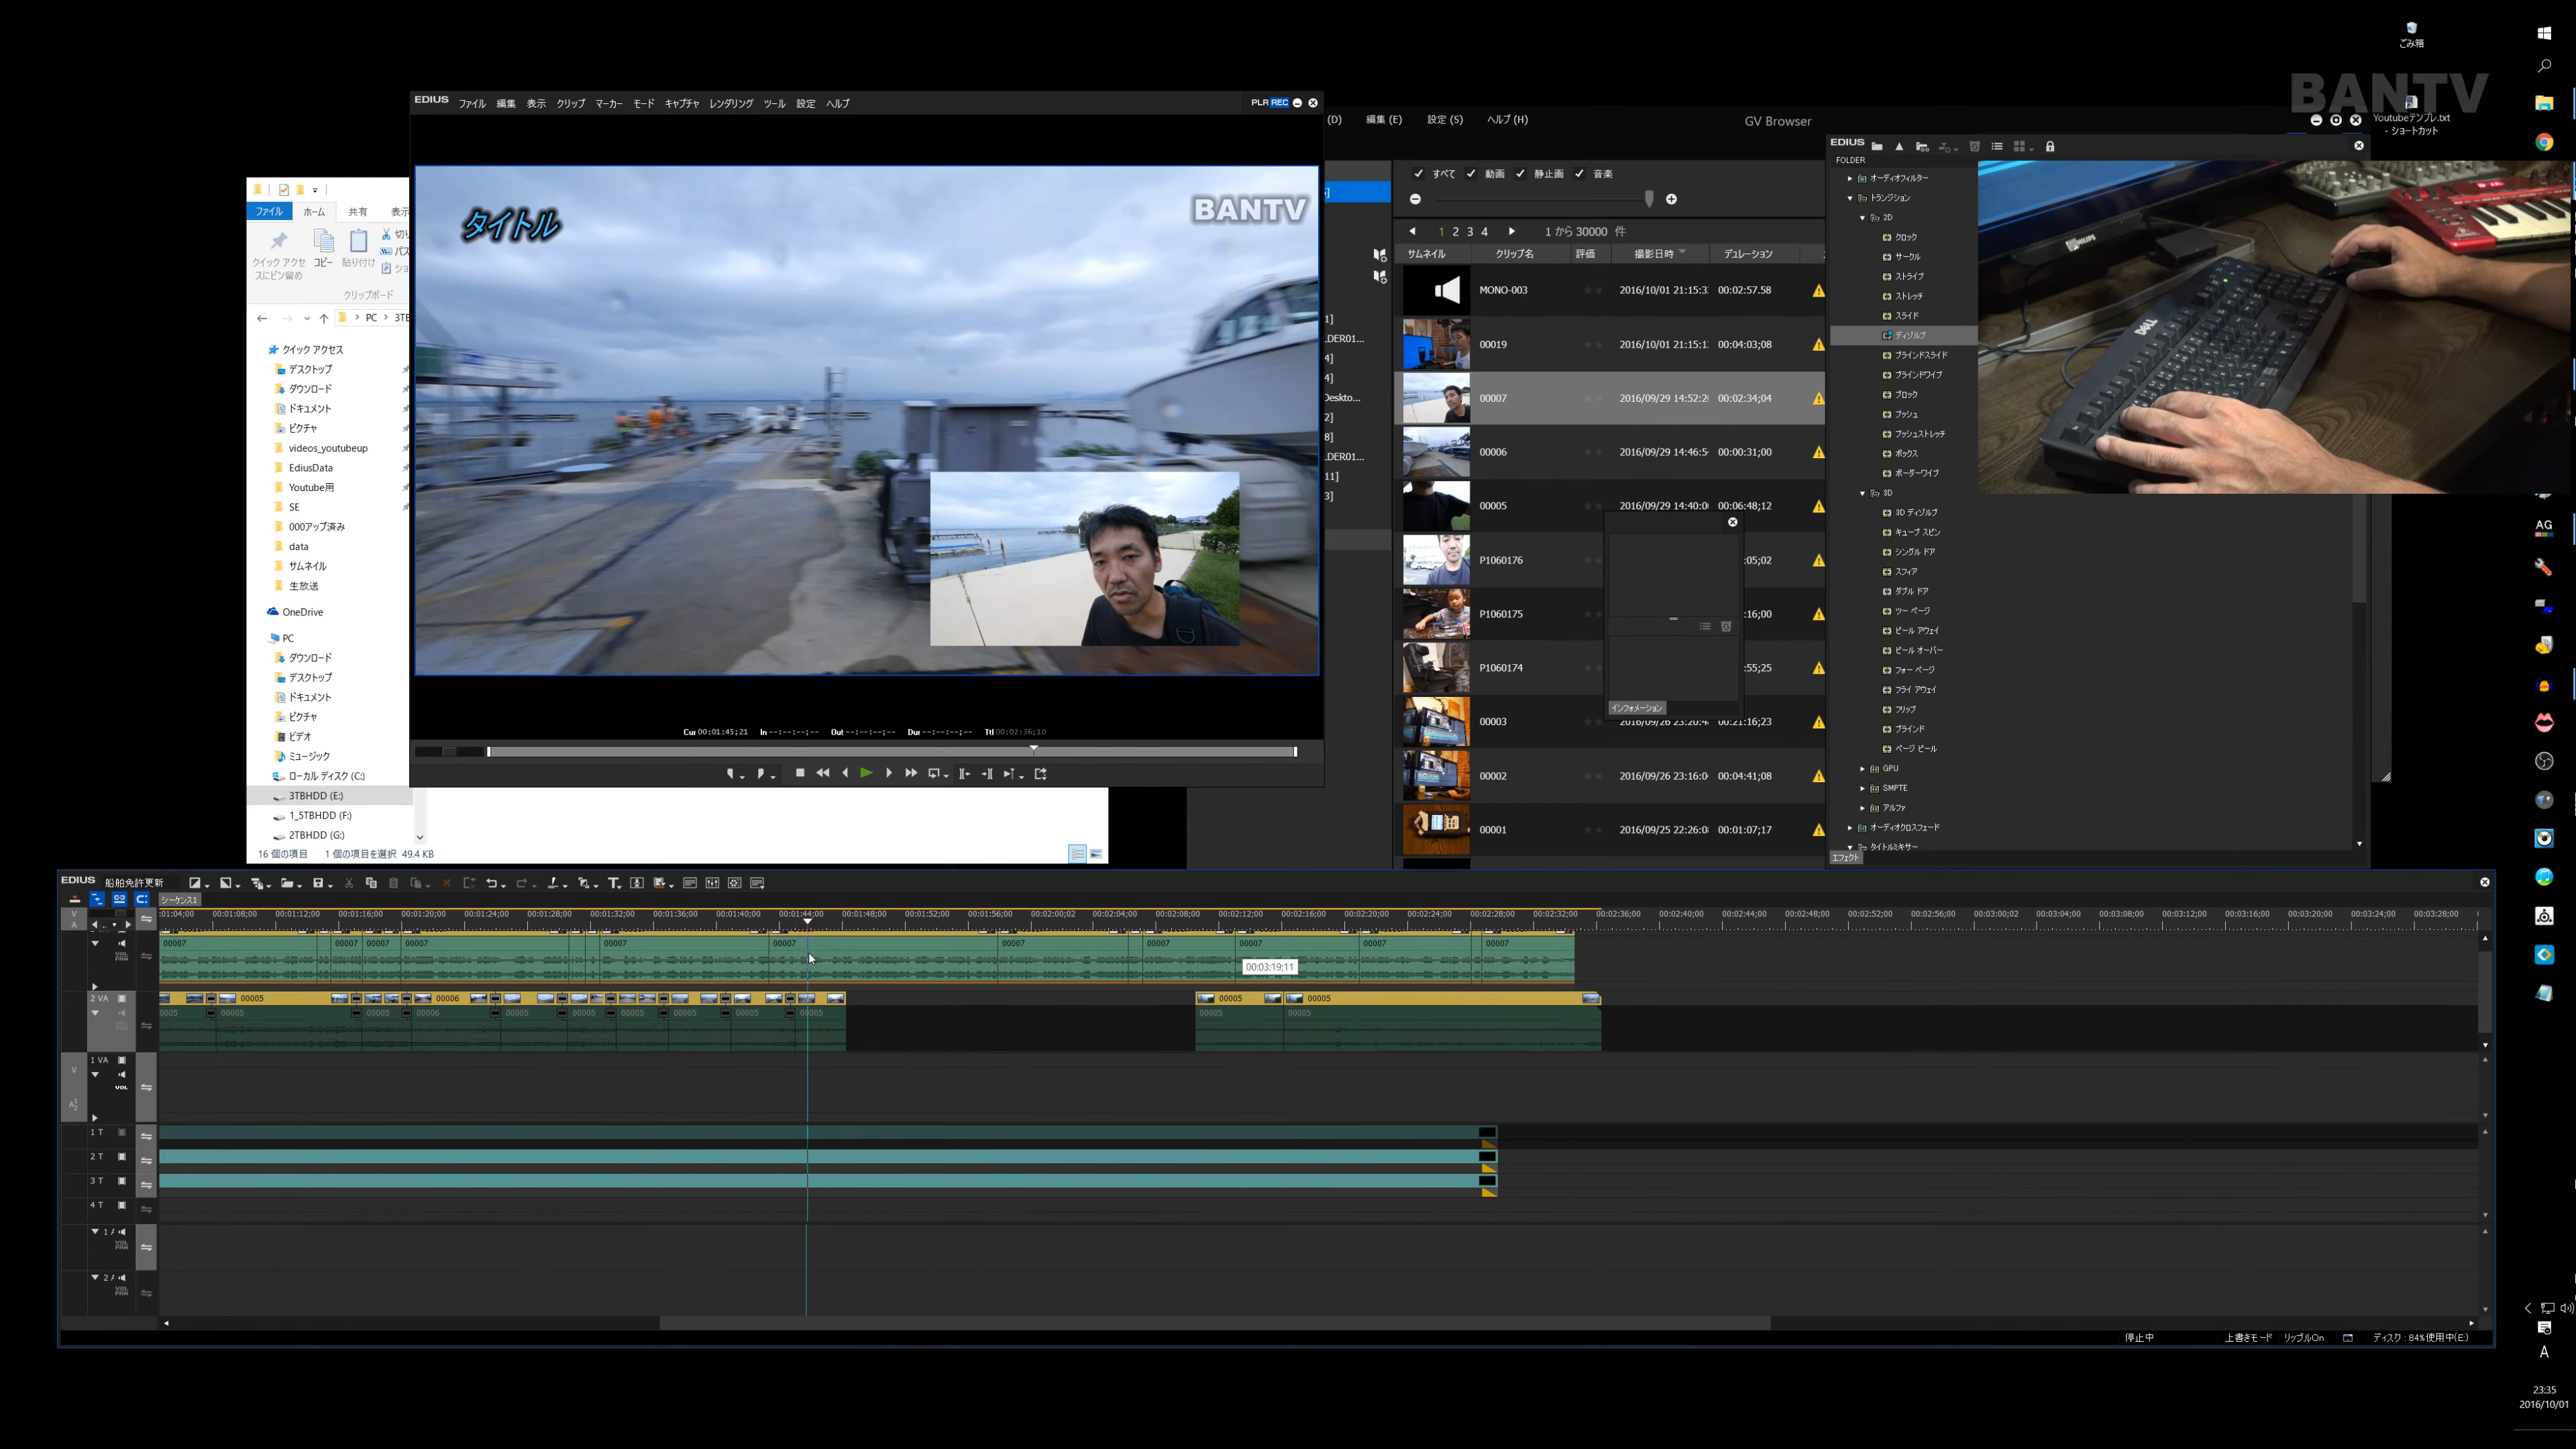 ごみ箱
BANTV
Youtubeテンプレ.txt
- ショートカット
EDIUS ファイル 編集 表示 クリップ マーカー モード キャプチャ レンダリング ツール 設定 ヘルプ
PLR REC
(D) 編集 (E) 設定 (S) ヘルプ (H)
GV Browser
タイトル
BANTV
Cur 00:01:45;21 In --:--:--;-- Out --:--:--;-- Dur --:--:--;-- Ttl 00:02:36;10
ファイル ホーム 共有 表示
クイック アクセスにピン留め
コピー 貼り付け
クリップボード
PC 3TB
クイック アクセス
デスクトップ
ダウンロード
ドキュメント
ピクチャ
videos_youtubeup
EdiusData
Youtube用
SE
000アップ済み
data
サムネイル
生放送
OneDrive
PC
ダウンロード
デスクトップ
ドキュメント
ピクチャ
ビデオ
ミュージック
ローカル ディスク (C:)
3TBHDD (E:)
1_5TBHDD (F:)
2TBHDD (G:)
16 個の項目 1 個の項目を選択 49.4 KB
すべて 動画 静止画 音楽
1 2 3 4
1 から 30000 件
サムネイル クリップ名 評価 撮影日時 デュレーション
MONO-003 2016/10/01 21:15:3 00:02:57.58
00019 2016/10/01 21:15:1 00:04:03;08
00007 2016/09/29 14:52:2 00:02:34;04
00006 2016/09/29 14:46:5 00:00:31;00
00005 2016/09/29 14:40:0 00:06:48;12
P1060176 :05;02
P1060175 :16;00
P1060174 :55;25
00003 2016/09/26 23:20:4 00:21:16;23
00002 2016/09/26 23:16:0 00:04:41;08
00001 2016/09/25 22:26:0 00:01:07;17
インフォメーション
EDIUS
FOLDER
オーディオフィルター
トランジション
2D
クロック
サークル
ストライプ
ストレッチ
スライド
ディゾルブ
ブラインドスライド
ブラインドワイプ
ブロック
プッシュ
プッシュストレッチ
ボックス
ボーダーワイプ
3D
3D ディゾルブ
キューブ スピン
シングル ドア
スフィア
ダブル ドア
ツー ページ
ピール アウェイ
ピール オーバー
フォー ページ
フライ アウェイ
フリップ
ブラインド
ページ ピール
GPU
SMPTE
アルファ
オーディオクロスフェード
タイトルミキサー
エフェクト
PHILIPS
DELL
AG
EDIUS 船舶免許更新
シーケンス1
:01:04;00 00:01:08;00 00:01:12;00 00:01:16;00 00:01:20;00 00:01:24;00 00:01:28;00 00:01:32;00 00:01:36;00 00:01:40;00 00:01:44;00 00:01:48;00 00:01:52;00 00:01:56;00 00:02:00;02 00:02:04;00 00:02:08;00 00:02:12;00 00:02:16;00 00:02:20;00 00:02:24;00 00:02:28;00 00:02:32;00 00:02:36;00 00:02:40;00 00:02:44;00 00:02:48;00 00:02:52;00 00:02:56;00 00:03:00;02 00:03:04;00 00:03:08;00 00:03:12;00 00:03:16;00 00:03:20;00 00:03:24;00 00:03:28;00
00007 00007 00007 00007 00007 00007 00007 00007 00007 00007 00007
00:03:19;11
2 VA 00005 00006 00005 00005
0005 00005 00005 00006 00005 00005 00005 00005 00005 00005 00005 00005
1 VA
VOL
1 T
2 T
3 T
4 T
1 A
VOL
PAN
2 A
VOL
PAN
停止中 上書きモード リップルOn ディスク : 84%使用中(E:)
A
23:35
2016/10/01